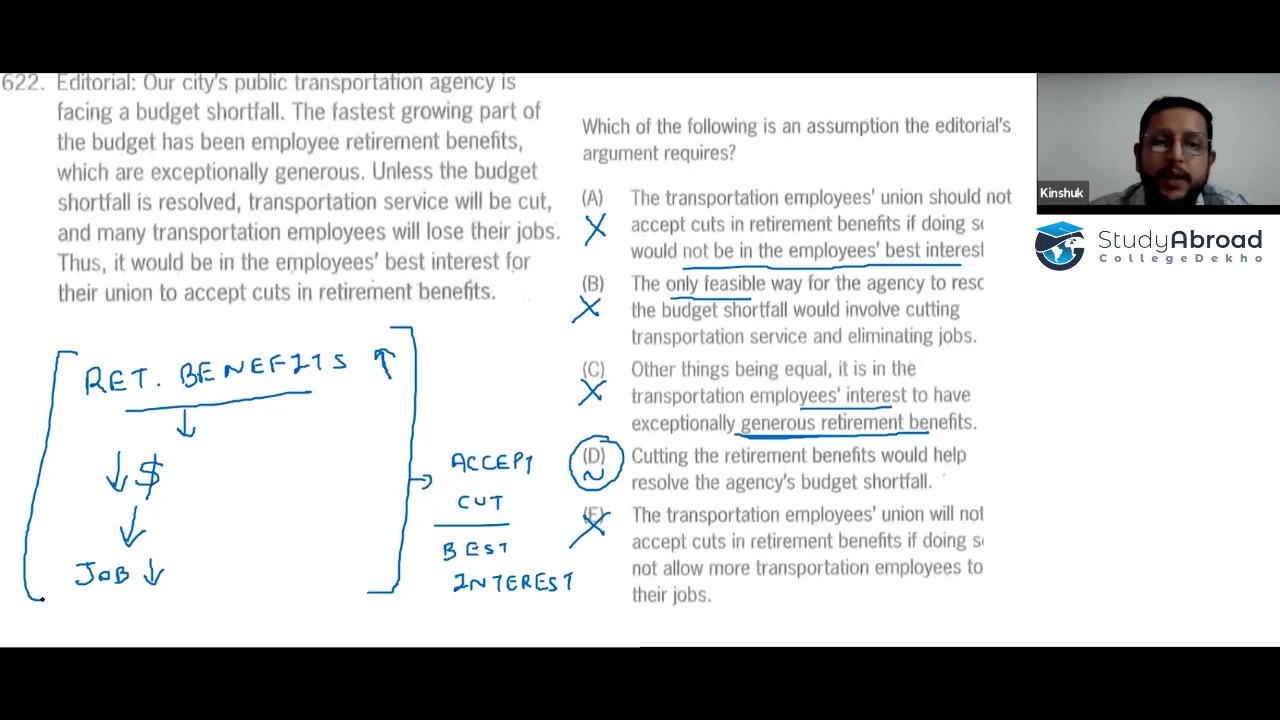 622. Editorial: Our city's public transportation agency is
facing a budget shortfall. The fastest growing part of
the budget has been employee retirement benefits,
which are exceptionally generous. Unless the budget
shortfall is resolved, transportation service will be cut,
and many transportation employees will lose their jobs.
Thus, it would be in the employees' best interest for
their union to accept cuts in retirement benefits.
RET. BENEFITS ↑
↓
↓ $
↓
JOB ↓
ACCEPT
CUT
BEST
INTEREST
Which of the following is an assumption the editorial's
argument requires?
(A) The transportation employees' union should not
accept cuts in retirement benefits if doing s
would not be in the employees' best interest
(B) The only feasible way for the agency to reso
the budget shortfall would involve cutting
transportation service and eliminating jobs.
(C) Other things being equal, it is in the
transportation employees' interest to have
exceptionally generous retirement benefits.
(D) Cutting the retirement benefits would help
resolve the agency's budget shortfall.
(E) The transportation employees' union will not
accept cuts in retirement benefits if doing s
not allow more transportation employees to
their jobs.
Kinshuk
StudyAbroad
CollegeDekho